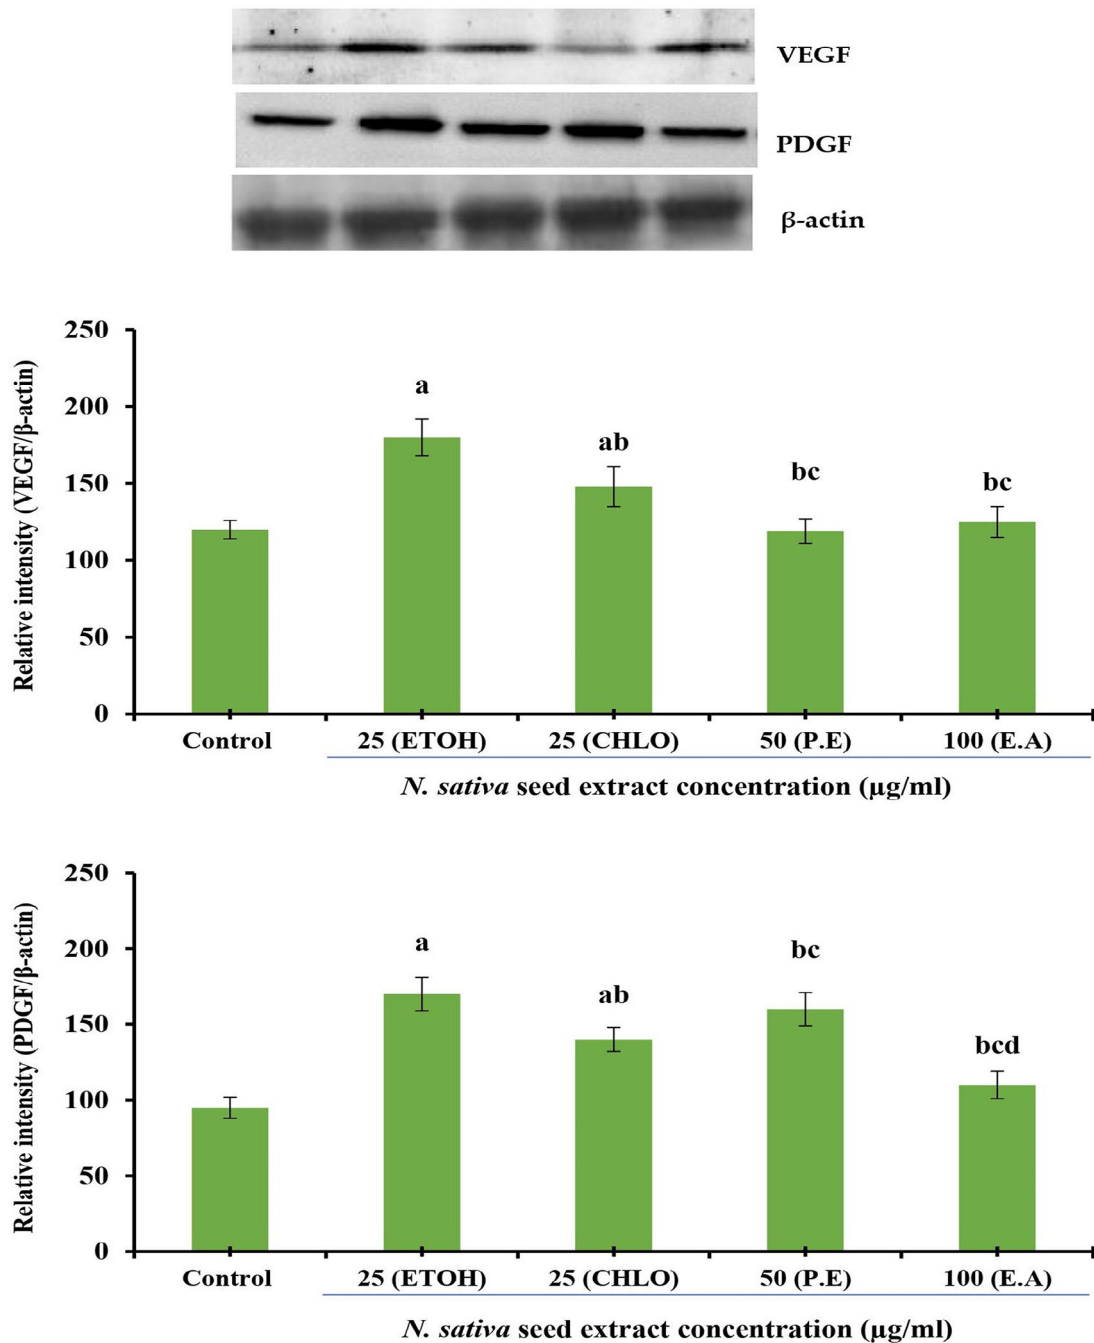 VEGF
PDGF
β-actin
Relative intensity (VEGF/β-actin)
250
200
150
100
50
0
a
ab
bc
bc
Control 25 (ETOH) 25 (CHLO) 50 (P.E) 100 (E.A)
N. sativa seed extract concentration (µg/ml)
Relative intensity (PDGF/β-actin)
250
200
150
100
50
0
a
ab
bc
bcd
Control 25 (ETOH) 25 (CHLO) 50 (P.E) 100 (E.A)
N. sativa seed extract concentration (µg/ml)